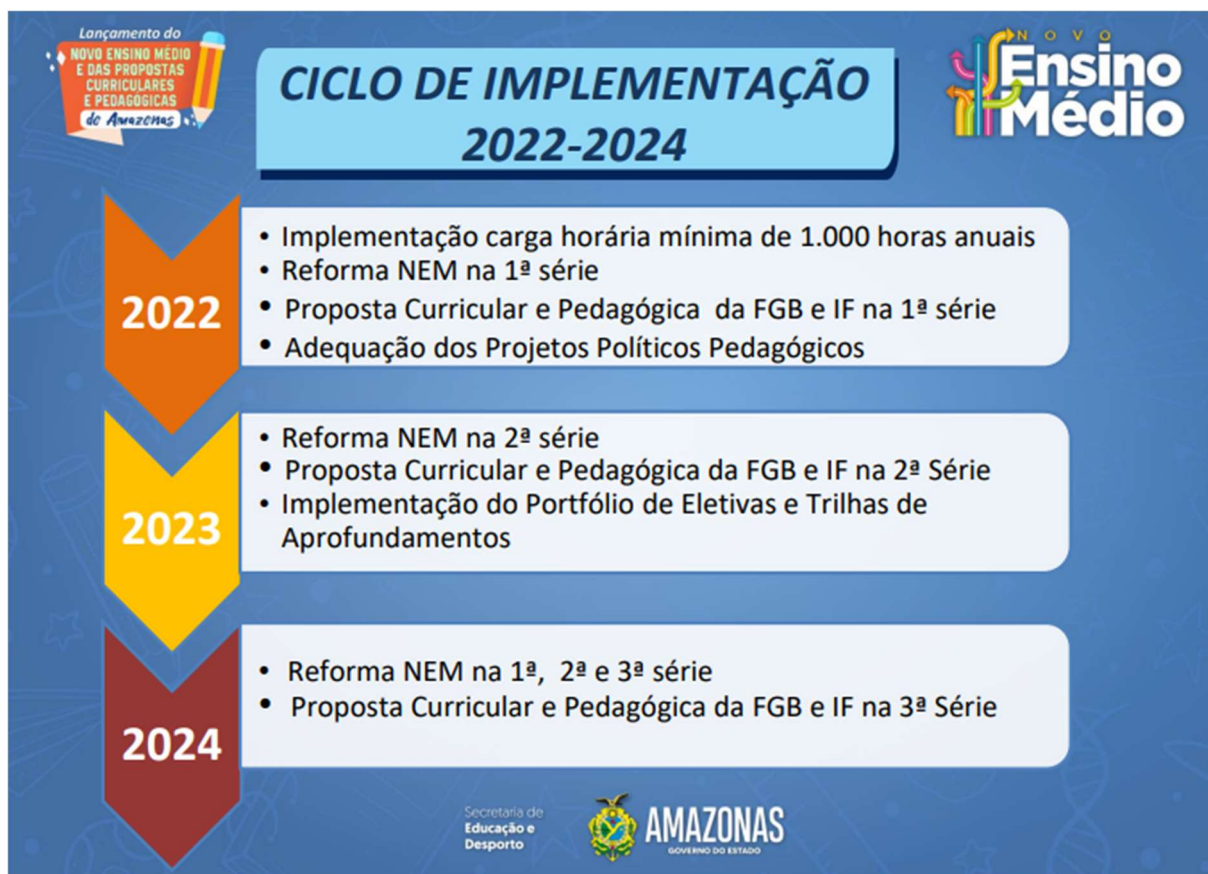 Lançamento do
NOVO ENSINO MÉDIO
E DAS PROPOSTAS
CURRICULARES
E PEDAGÓGICAS
do Amazonas
CICLO DE IMPLEMENTAÇÃO
2022-2024
NOVO
Ensino
Médio
2022
• Implementação carga horária mínima de 1.000 horas anuais
• Reforma NEM na 1ª série
• Proposta Curricular e Pedagógica da FGB e IF na 1ª série
• Adequação dos Projetos Políticos Pedagógicos
2023
• Reforma NEM na 2ª série
• Proposta Curricular e Pedagógica da FGB e IF na 2ª Série
• Implementação do Portfólio de Eletivas e Trilhas de
Aprofundamentos
2024
• Reforma NEM na 1ª, 2ª e 3ª série
• Proposta Curricular e Pedagógica da FGB e IF na 3ª Série
Secretaria de
Educação e
Desporto
AMAZONAS
GOVERNO DO ESTADO